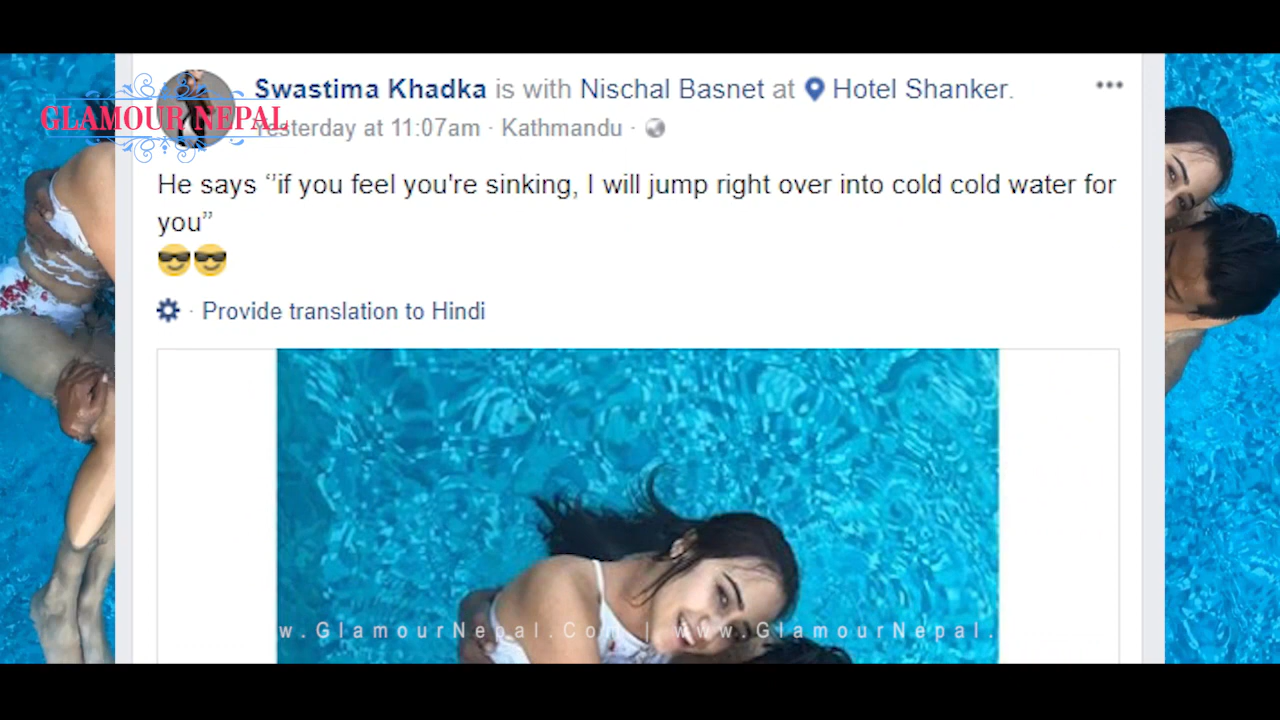 Swastima Khadka is with Nischal Basnet at Hotel Shanker.
GLAMOUR NEPAL
Yesterday at 11:07am · Kathmandu ·
He says ‘’if you feel you're sinking, I will jump right over into cold cold water for
you”
😎😎
· Provide translation to Hindi
w.GlamourNepal.Com | www.GlamourNepal.